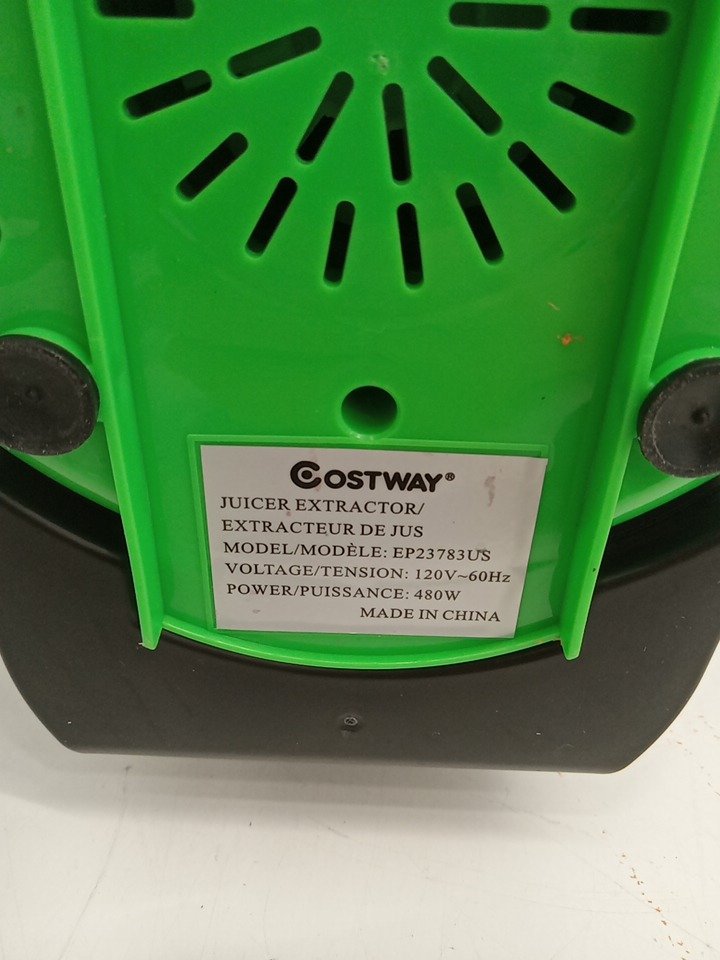 COSTWAY®
JUICER EXTRACTOR/
EXTRACTEUR DE JUS
MODEL/MODÈLE: EP23783US
VOLTAGE/TENSION: 120V~60Hz
POWER/PUISSANCE: 480W
MADE IN CHINA